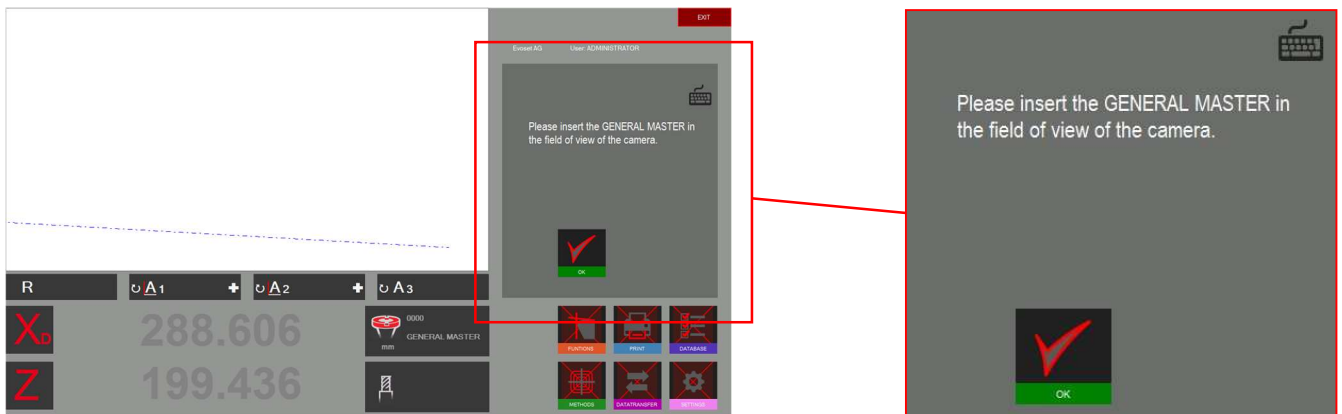 EXIT
Evoset AG User: ADMINISTRATOR
Please insert the GENERAL MASTER in
the field of view of the camera.
OK
R
A1
A2
A3
XD
288.606
0000
GENERAL MASTER
mm
Z
199.436
FUNTIONS
PRINT
DATABASE
METHODS
DATATRANSFER
SETTINGS
Please insert the GENERAL MASTER in
the field of view of the camera.
OK